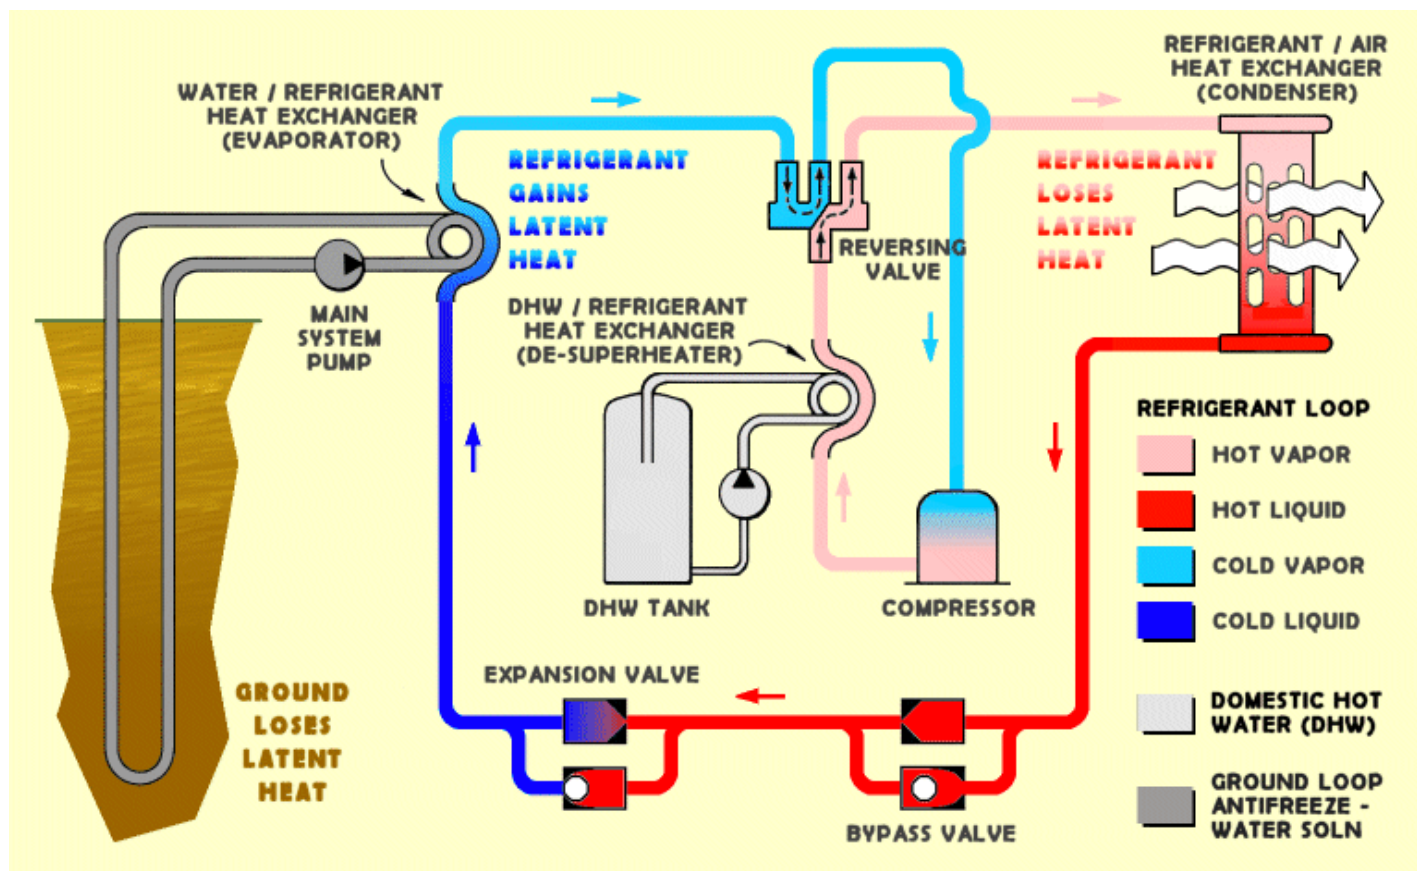 WATER / REFRIGERANT
HEAT EXCHANGER
(EVAPORATOR)
REFRIGERANT / AIR
HEAT EXCHANGER
(CONDENSER)
REFRIGERANT
GAINS
LATENT
HEAT
REFRIGERANT
LOSES
LATENT
HEAT
REVERSING
VALVE
MAIN
SYSTEM
PUMP
DHW / REFRIGERANT
HEAT EXCHANGER
(DE-SUPERHEATER)
DHW TANK
COMPRESSOR
EXPANSION VALVE
BYPASS VALVE
GROUND
LOSES
LATENT
HEAT
REFRIGERANT LOOP
HOT VAPOR
HOT LIQUID
COLD VAPOR
COLD LIQUID
DOMESTIC HOT
WATER (DHW)
GROUND LOOP
ANTIFREEZE -
WATER SOLN